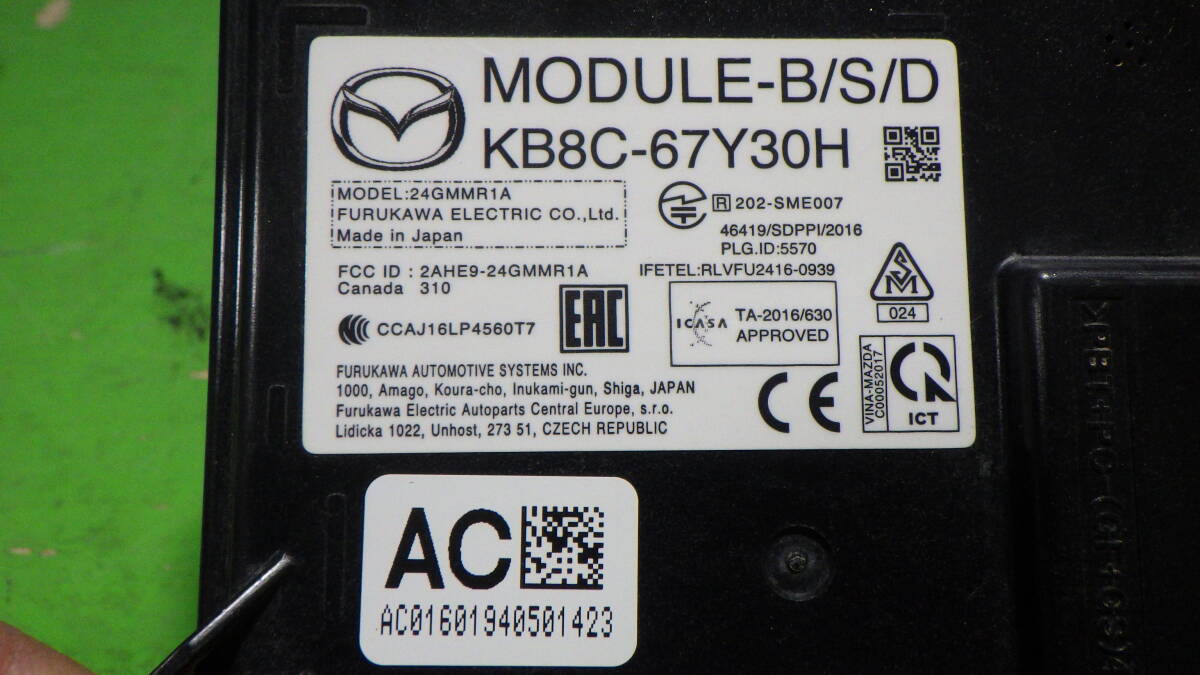 MODULE-B/S/D
KB8C-67Y30H
MODEL:24GMMR1A
FURUKAWA ELECTRIC CO.,Ltd.
Made in Japan
R 202-SME007
46419/SDPPI/2016
PLG.ID:5570
FCC ID : 2AHE9-24GMMR1A
Canada 310
IFETEL:RLVFU2416-0939
CCAJ16LP4560T7
EAC
ICASA
TA-2016/630
APPROVED
SM
024
FURUKAWA AUTOMOTIVE SYSTEMS INC.
1000, Amago, Koura-cho, Inukami-gun, Shiga, JAPAN
Furukawa Electric Autoparts Central Europe, s.r.o.
Lidicka 1022, Unhost, 273 51, CZECH REPUBLIC
CE
VINA-MAZDA
C00052017
ICT
AC
AC01601940501423